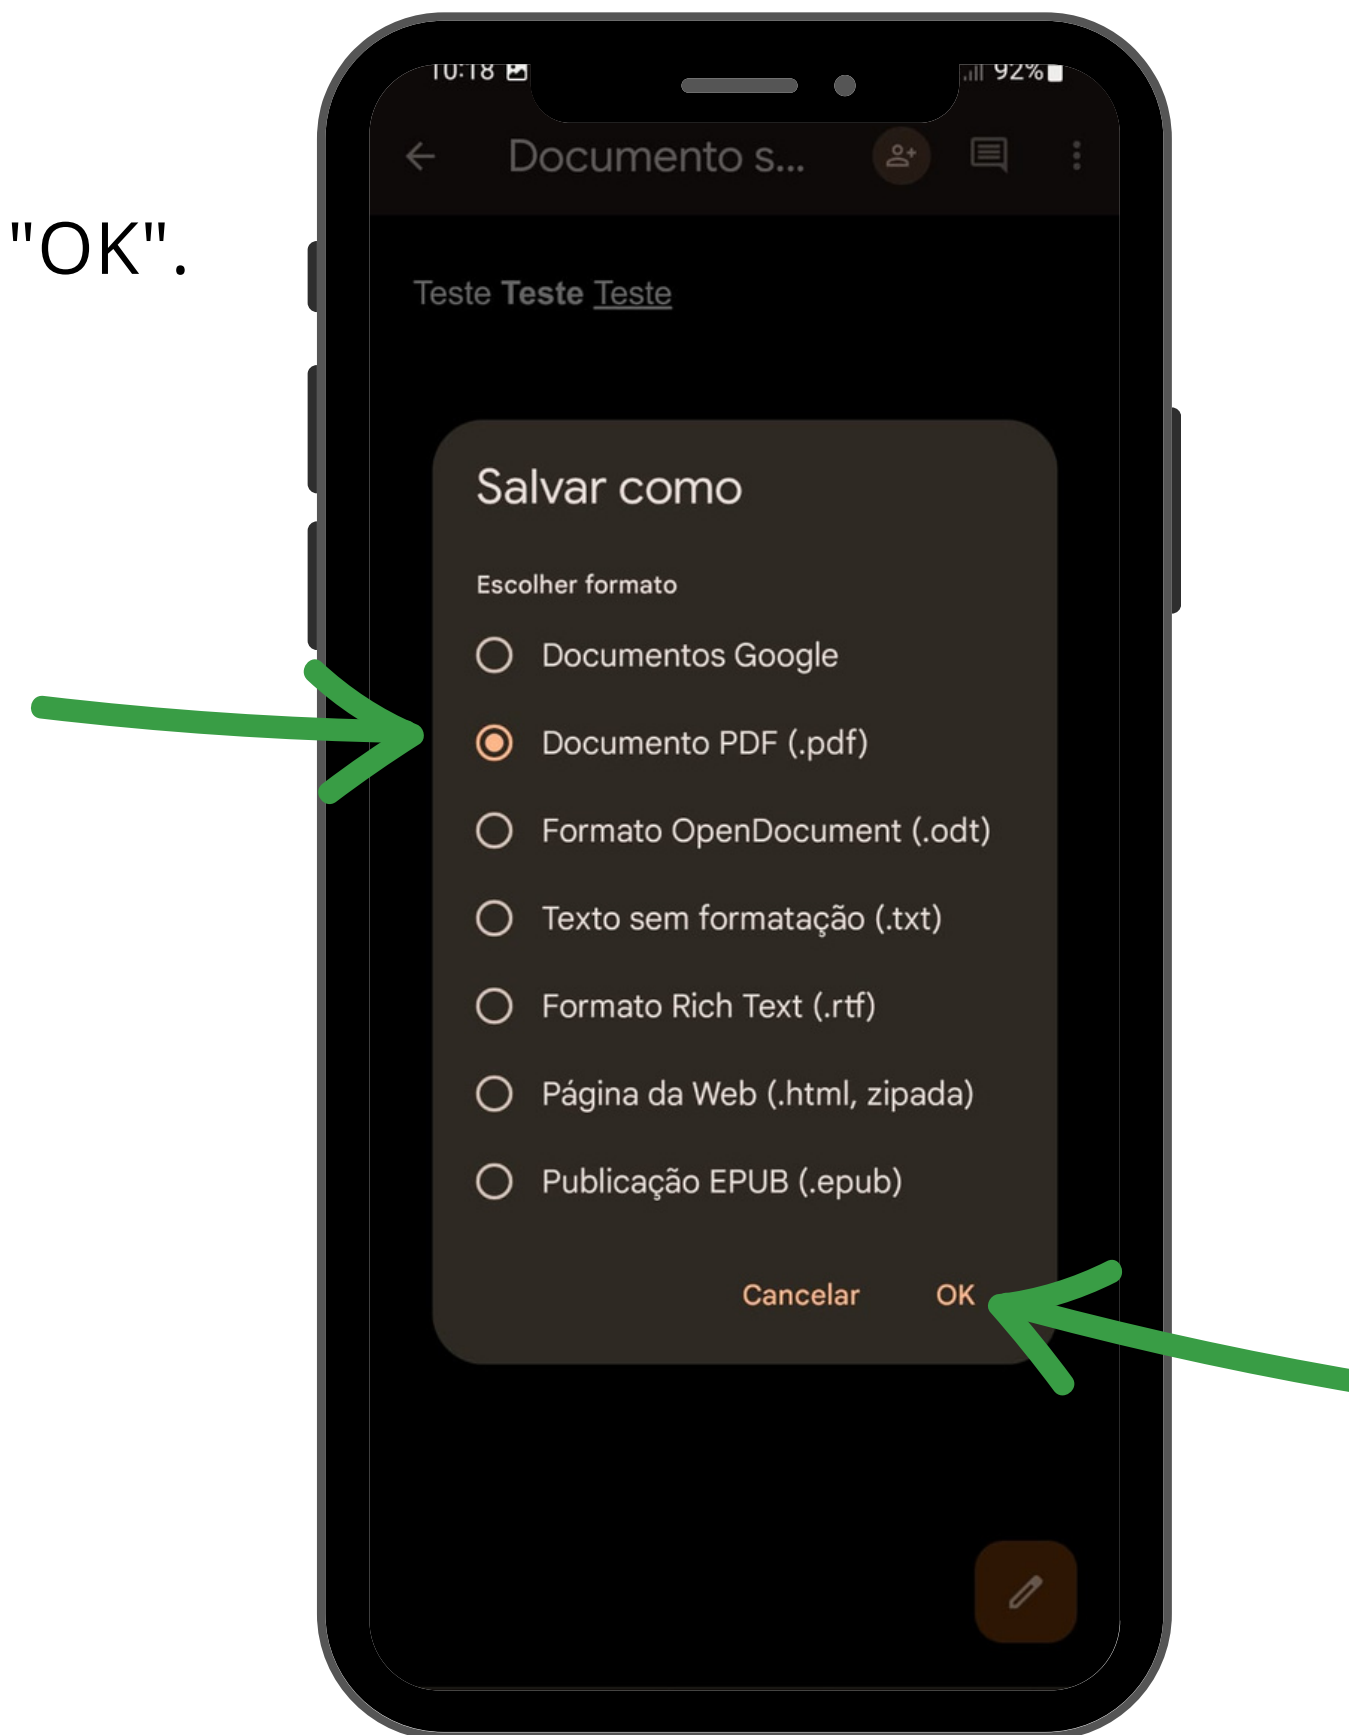 10:18 92%
Documento s...
"OK".
Teste Teste Teste
Salvar como
Escolher formato
Documentos Google
Documento PDF (.pdf)
Formato OpenDocument (.odt)
Texto sem formatação (.txt)
Formato Rich Text (.rtf)
Página da Web (.html, zipada)
Publicação EPUB (.epub)
Cancelar OK